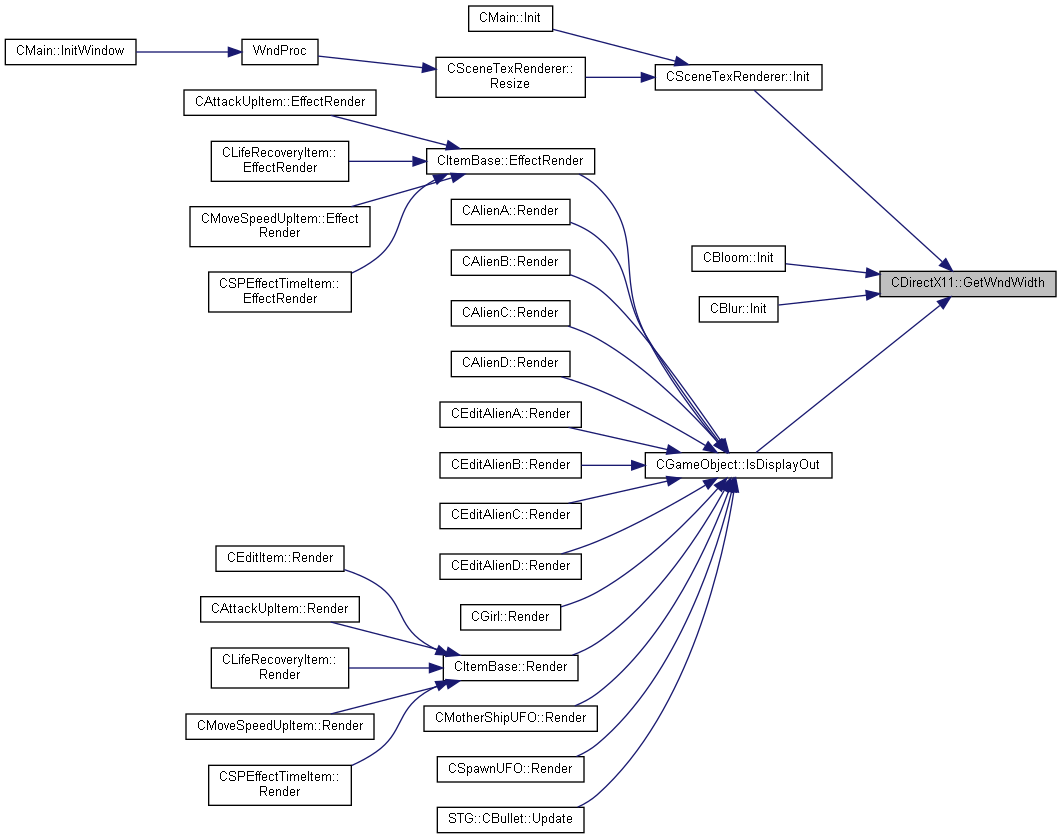 CMain::Init
CMain::InitWindow
WndProc
CSceneTexRenderer::
Resize
CSceneTexRenderer::Init
CAttackUpItem::EffectRender
CLifeRecoveryItem::
EffectRender
CItemBase::EffectRender
CMoveSpeedUpItem::Effect
Render
CSPEffectTimeItem::
EffectRender
CAlienA::Render
CAlienB::Render
CAlienC::Render
CAlienD::Render
CBloom::Init
CBlur::Init
CDirectX11::GetWndWidth
CEditAlienA::Render
CEditAlienB::Render
CEditAlienC::Render
CEditAlienD::Render
CGameObject::IsDisplayOut
CGirl::Render
CEditItem::Render
CAttackUpItem::Render
CLifeRecoveryItem::
Render
CItemBase::Render
CMoveSpeedUpItem::Render
CSPEffectTimeItem::
Render
CMotherShipUFO::Render
CSpawnUFO::Render
STG::CBullet::Update